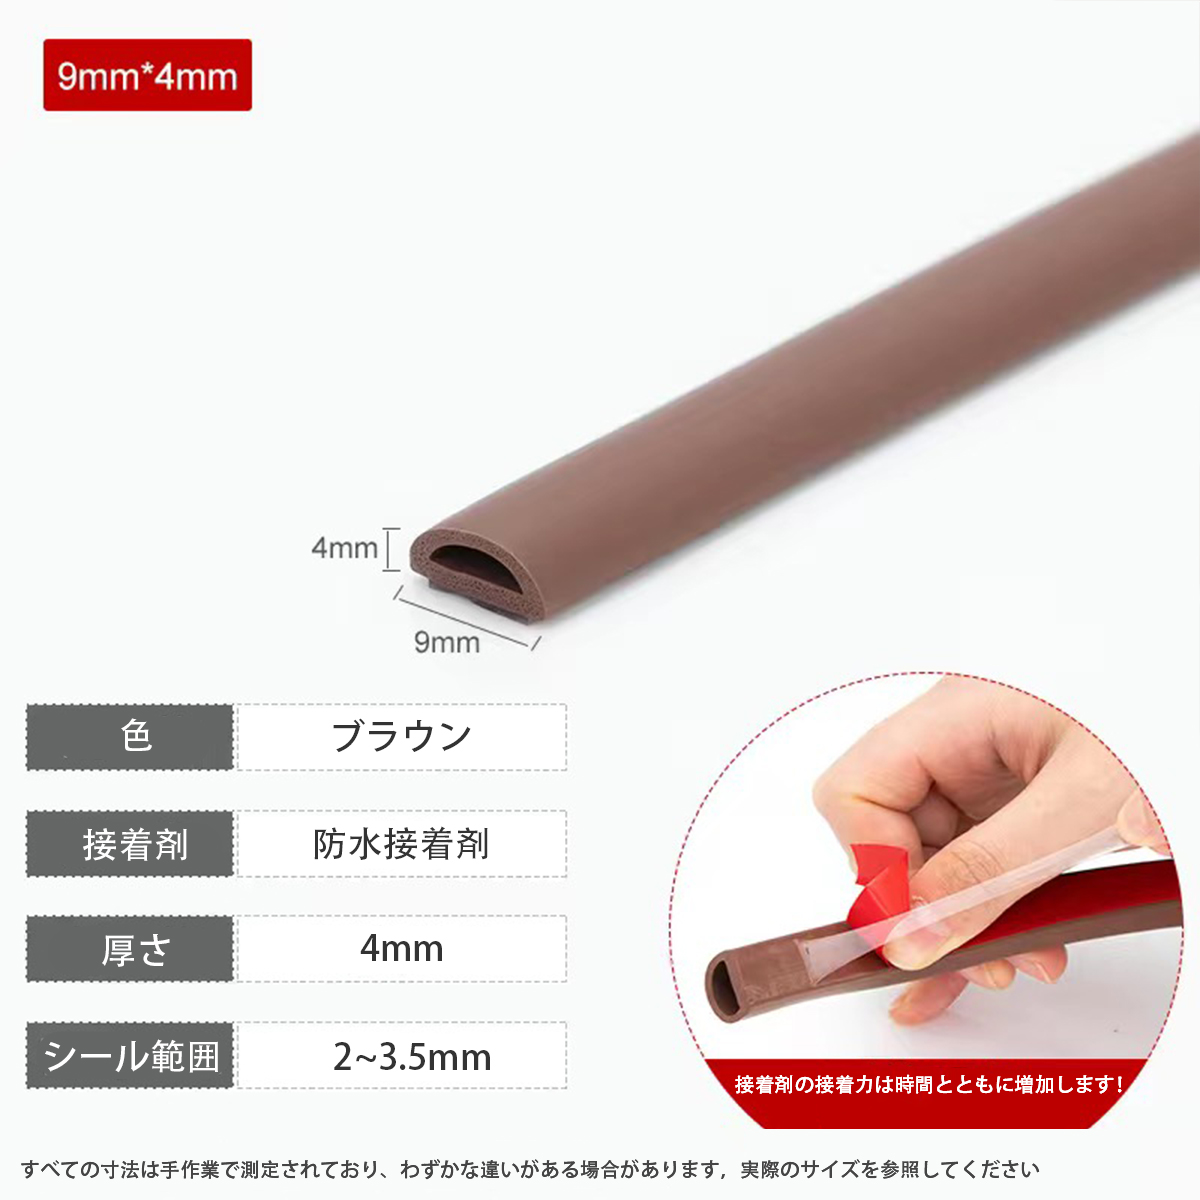 9mm*4mm
4mm
9mm
色
ブラウン
接着剤
防水接着剤
厚さ
4mm
シール範囲
2~3.5mm
接着剤の接着力は時間とともに増加します!
すべての寸法は手作業で測定されており、わずかな違いがある場合があります，実際のサイズを参照してください